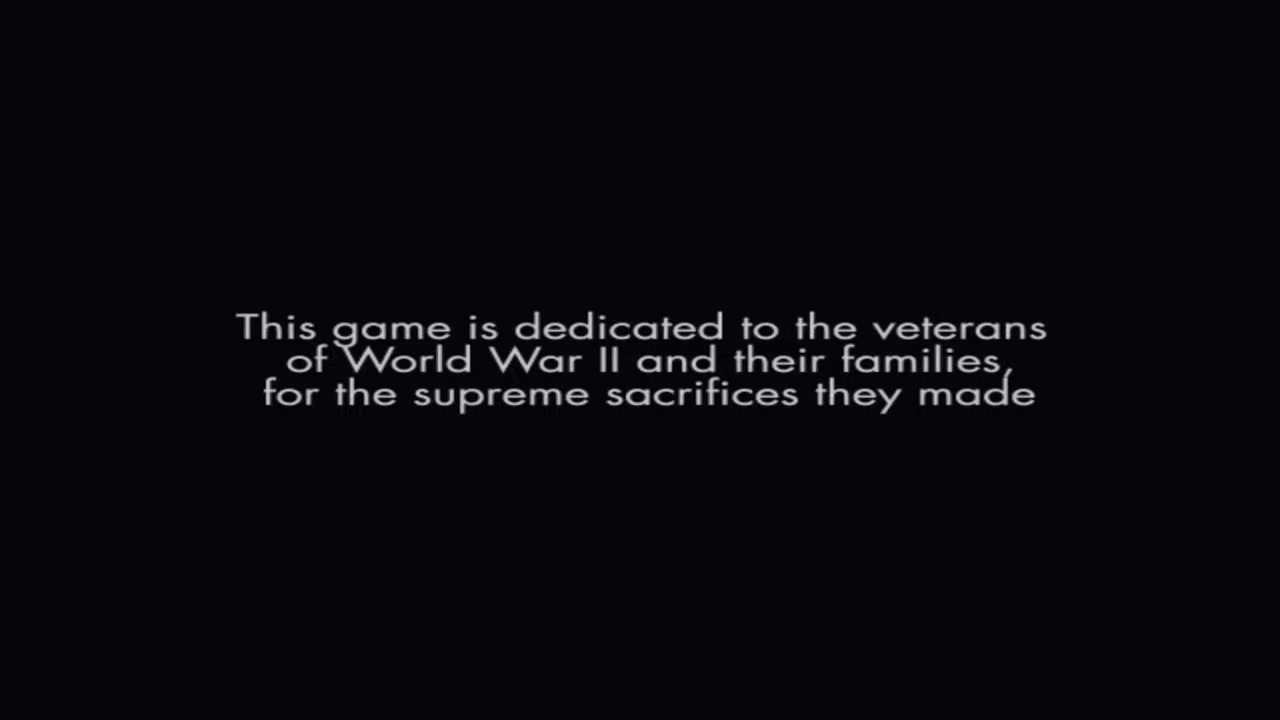 This game is dedicated to the veterans
of World War II and their families,
for the supreme sacrifices they made